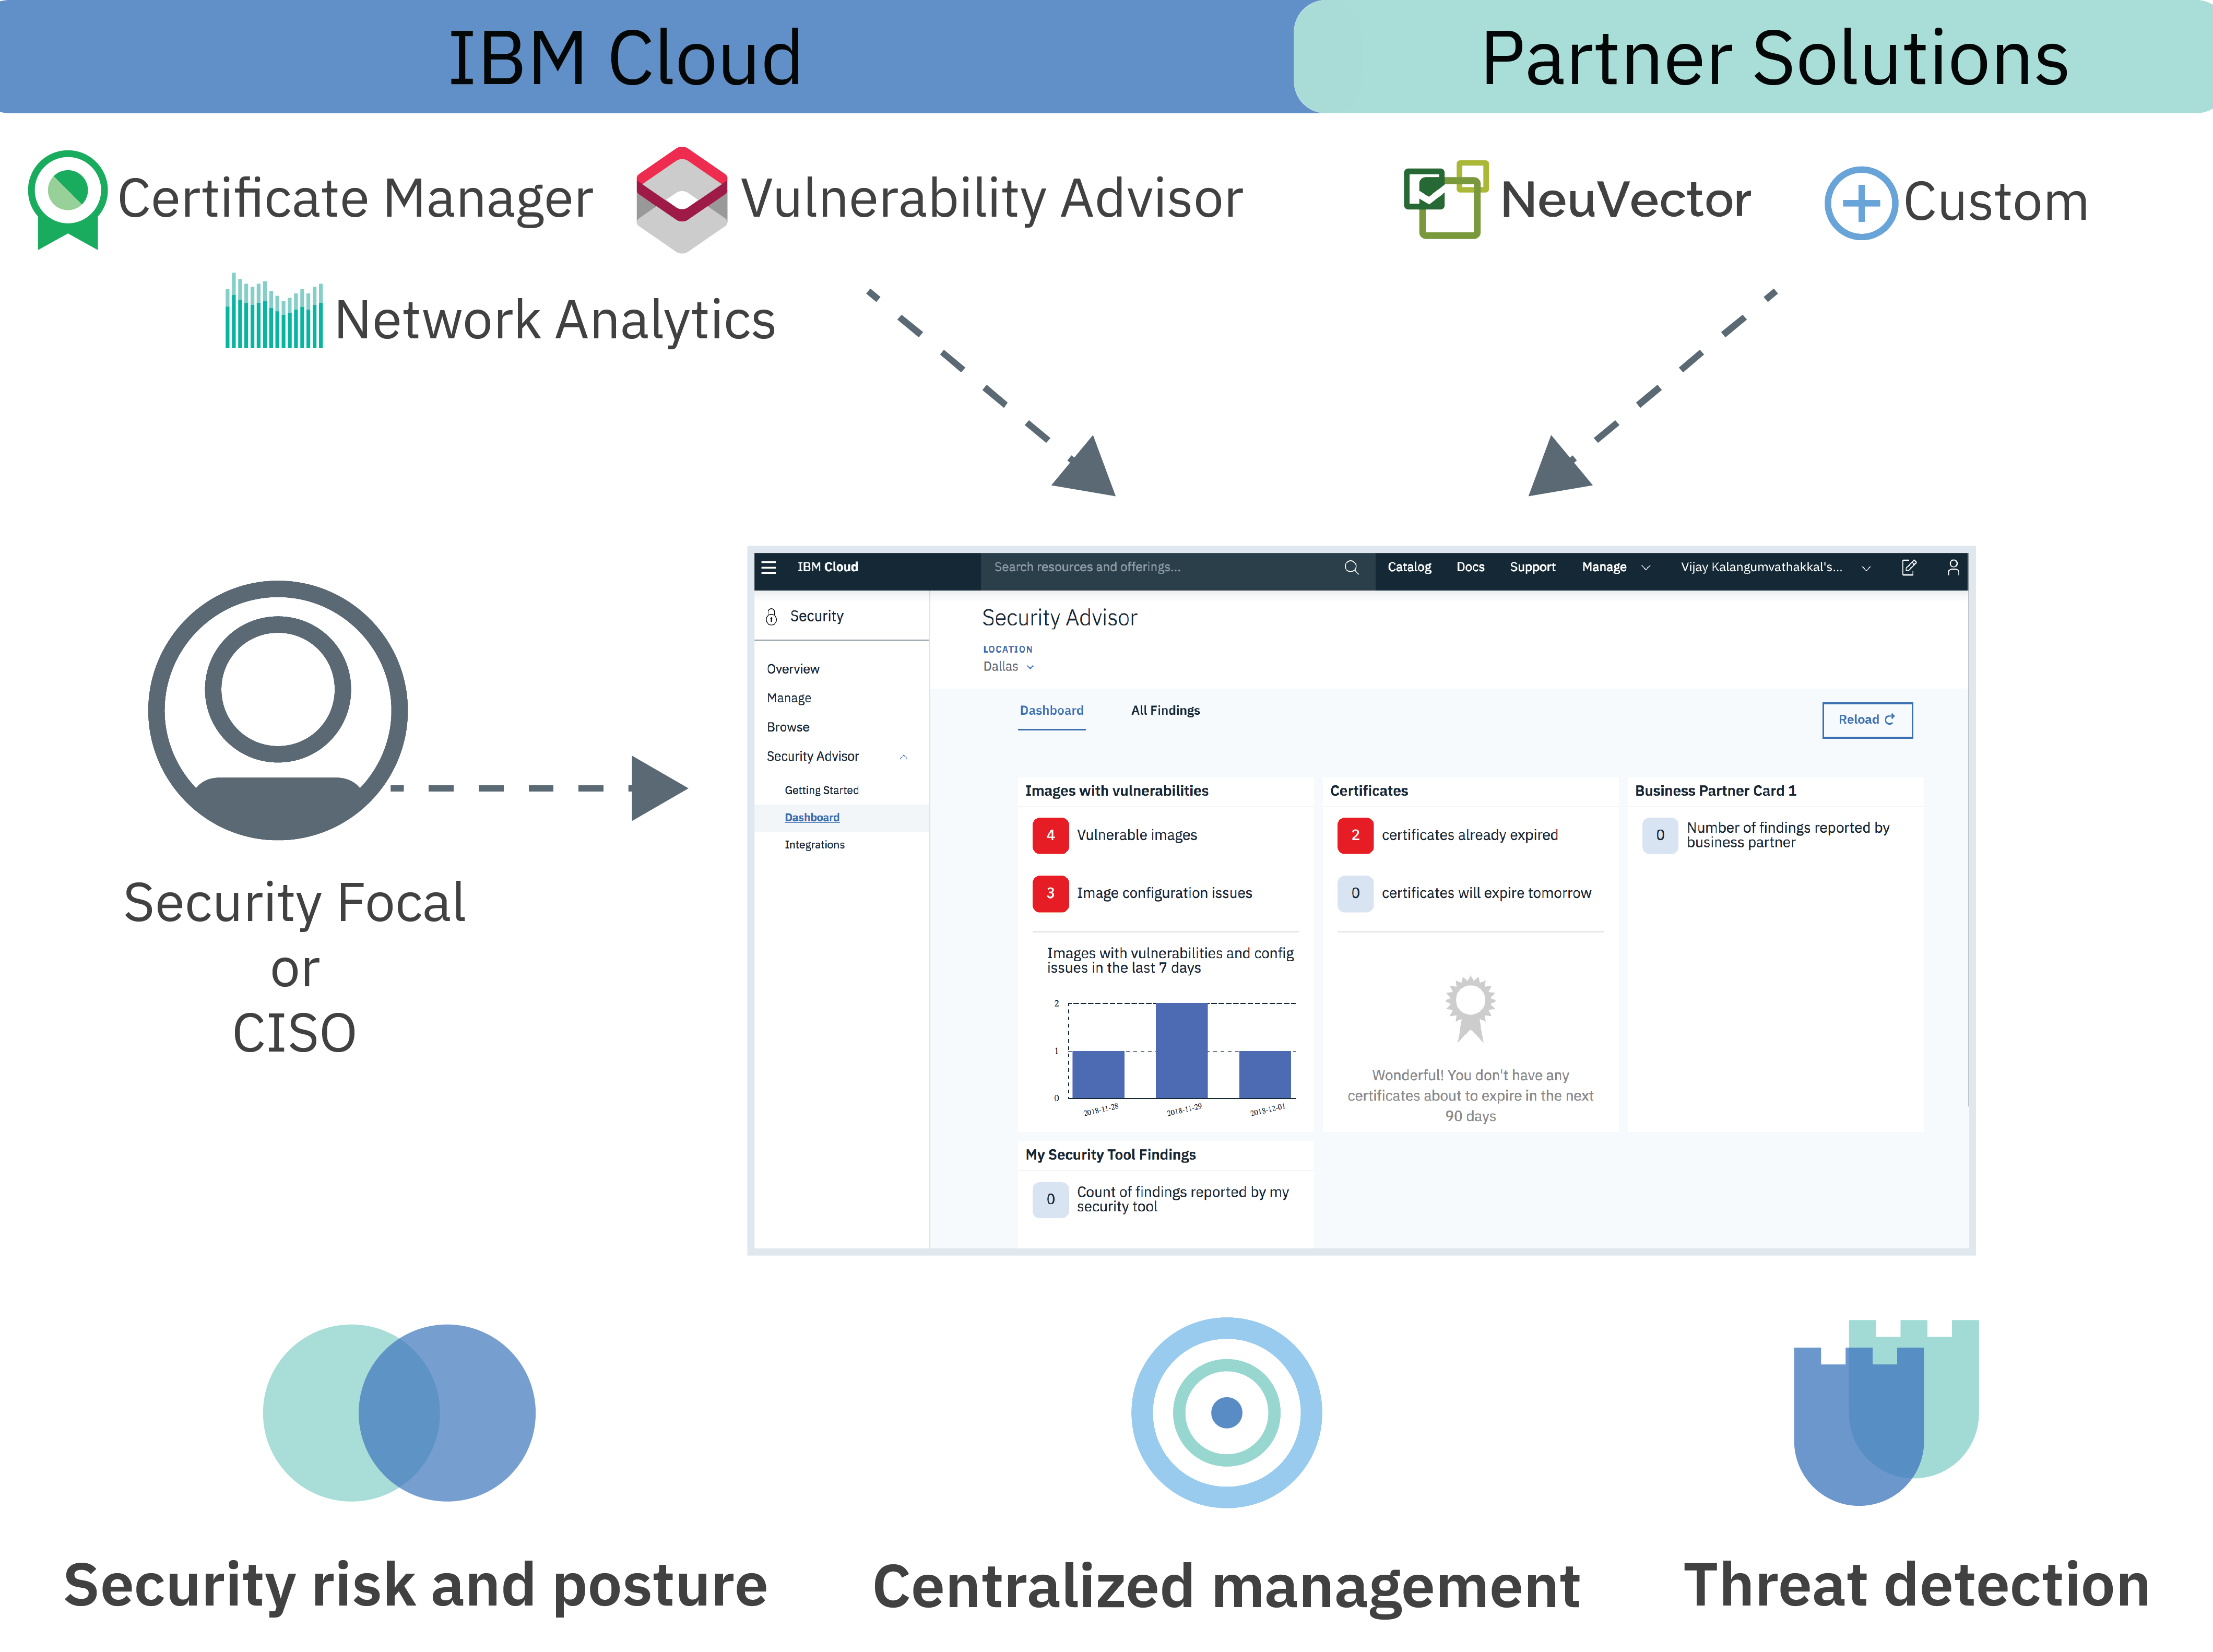 IBM Cloud
Partner Solutions
Certificate Manager
Vulnerability Advisor
NeuVector
Custom
Network Analytics
Security Focal
or
CISO
IBM Cloud
Search resources and offerings...
Catalog
Docs
Support
Manage
Vijay Kalangumvathakkal's...
Security
Overview
Manage
Browse
Security Advisor
Getting Started
Dashboard
Integrations
Security Advisor
LOCATION
Dallas
Dashboard
All Findings
Reload
Images with vulnerabilities
4 Vulnerable images
3 Image configuration issues
Images with vulnerabilities and config
issues in the last 7 days
2
1
0
2018-11-28
2018-11-29
2018-12-01
Certificates
2 certificates already expired
0 certificates will expire tomorrow
Wonderful! You don't have any
certificates about to expire in the next
90 days
Business Partner Card 1
0 Number of findings reported by
business partner
My Security Tool Findings
0 Count of findings reported by my
security tool
Security risk and posture
Centralized management
Threat detection